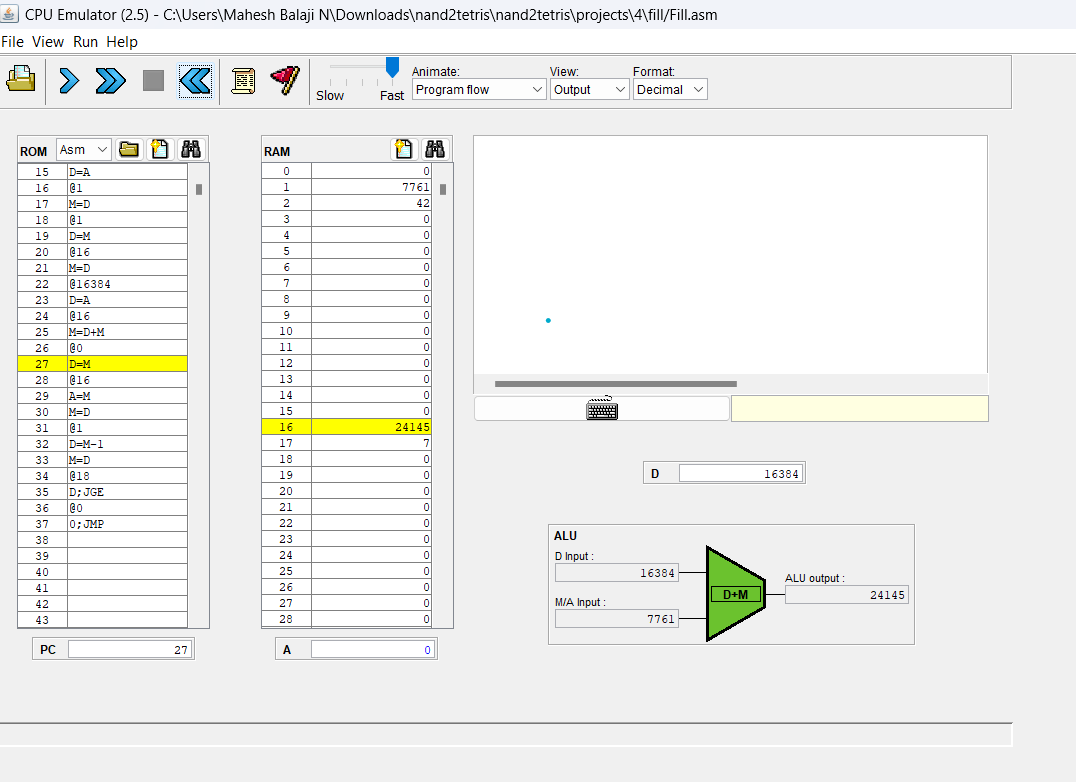 CPU Emulator (2.5) - C:\Users\Mahesh Balaji N\Downloads\nand2tetris\nand2tetris\projects\4\fill/Fill.asm
File View Run Help
Slow Fast
Animate:
Program flow
View:
Output
Format:
Decimal
ROM Asm
15 D=A
16 @1
17 M=D
18 @1
19 D=M
20 @16
21 M=D
22 @16384
23 D=A
24 @16
25 M=D+M
26 @0
27 D=M
28 @16
29 A=M
30 M=D
31 @1
32 D=M-1
33 M=D
34 @18
35 D;JGE
36 @0
37 0;JMP
38
39
40
41
42
43
PC 27
RAM
0 0
1 7761
2 42
3 0
4 0
5 0
6 0
7 0
8 0
9 0
10 0
11 0
12 0
13 0
14 0
15 0
16 24145
17 7
18 0
19 0
20 0
21 0
22 0
23 0
24 0
25 0
26 0
27 0
28 0
A 0
D 16384
ALU
D Input :
16384
M/A Input :
7761
D+M
ALU output :
24145